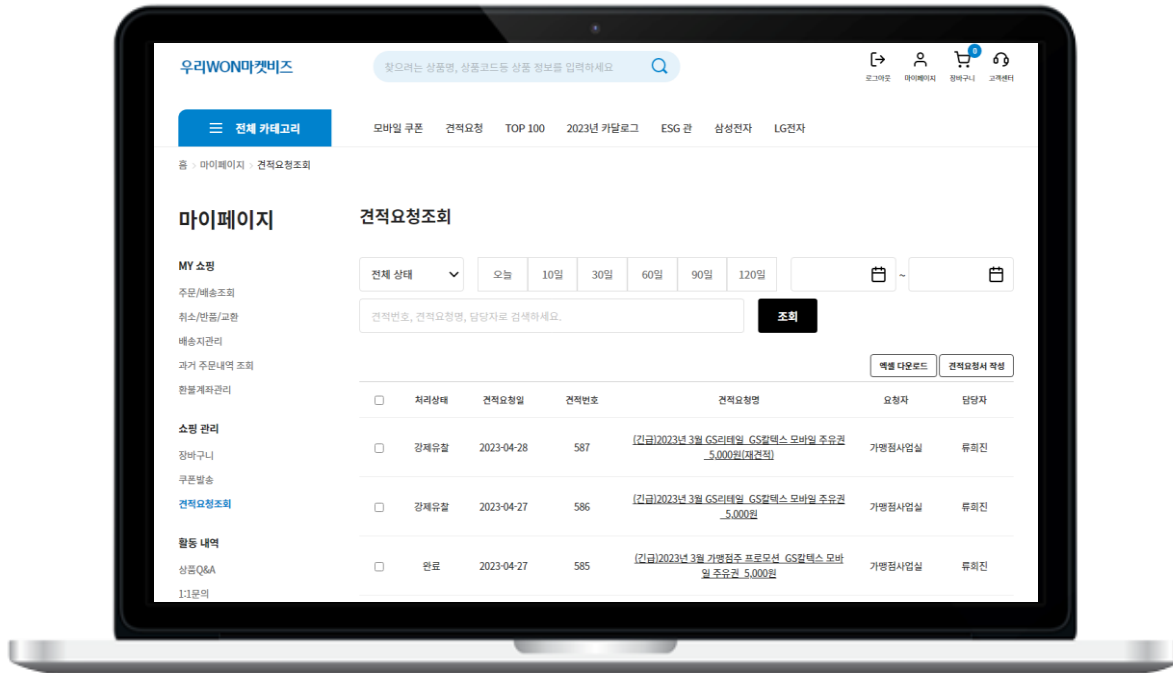 우리WON마켓비즈
찾으려는 상품명, 상품코드등 상품 정보를 입력하세요
0
로그아웃 마이페이지 장바구니 고객센터
전체 카테고리
모바일 쿠폰 견적요청 TOP 100 2023년 카달로그 ESG 관 삼성전자 LG전자
홈 > 마이페이지 > 견적요청조회
마이페이지
MY 쇼핑
주문/배송조회
취소/반품/교환
배송지관리
과거 주문내역 조회
환불계좌관리
쇼핑 관리
장바구니
쿠폰발송
견적요청조회
활동 내역
상품Q&A
1:1문의
견적요청조회
전체 상태 오늘 10일 30일 60일 90일 120일 ~
견적번호, 견적요청명, 담당자로 검색하세요. 조회
엑셀 다운로드 견적요청서 작성
처리상태 견적요청일 견적번호 견적요청명 요청자 담당자
강제유찰 2023-04-28 587 (긴급)2023년 3월 GS리테일_GS칼텍스 모바일 주유권
_5,000원(재견적) 가맹점사업실 류희진
강제유찰 2023-04-27 586 (긴급)2023년 3월 GS리테일_GS칼텍스 모바일 주유권
_5,000원 가맹점사업실 류희진
완료 2023-04-27 585 (긴급)2023년 3월 가맹점주 프로모션_GS칼텍스 모바
일 주유권_5,000원 가맹점사업실 류희진